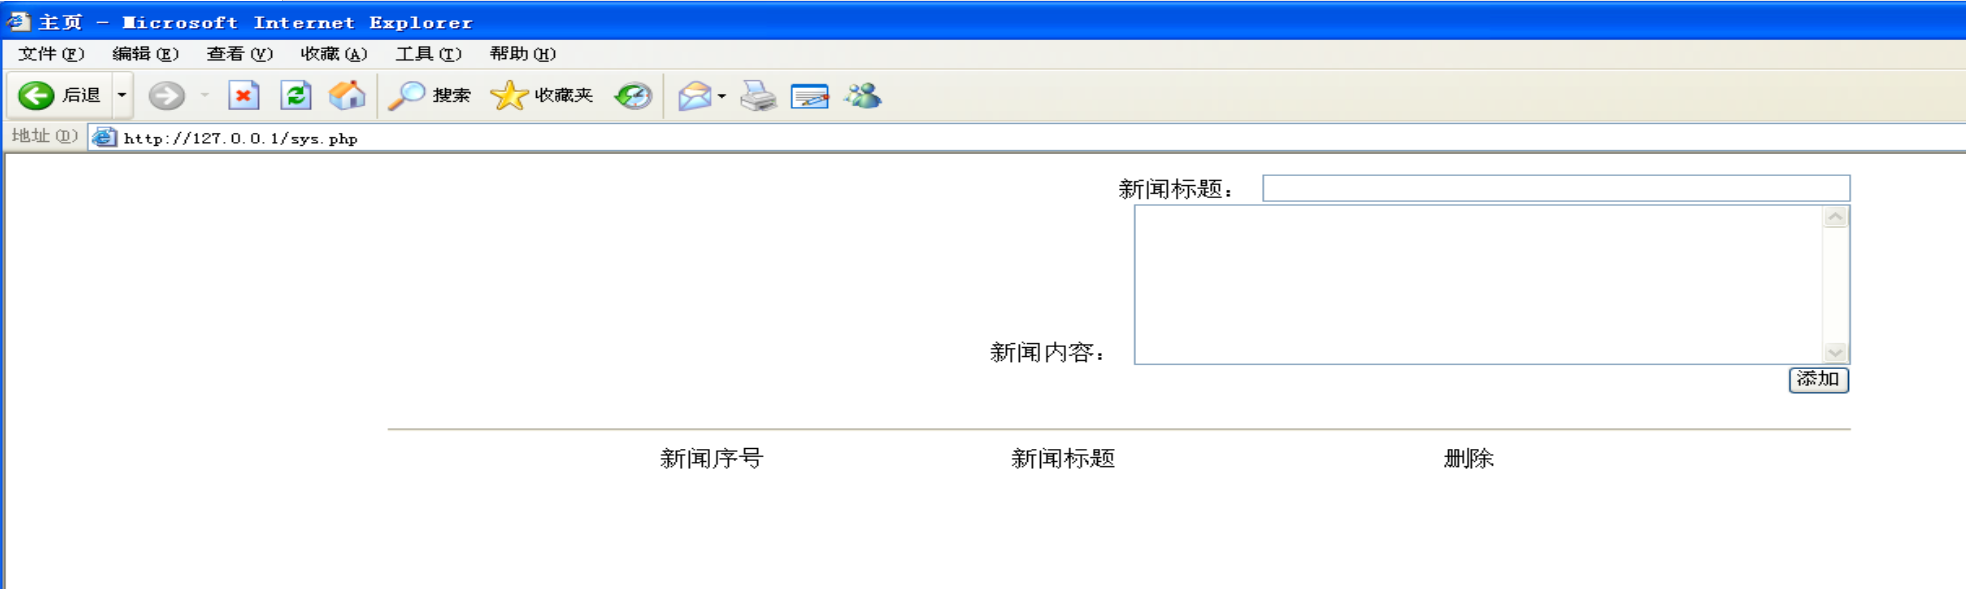 主页 - Microsoft Internet Explorer
文件(F) 编辑(E) 查看(V) 收藏(A) 工具(T) 帮助(H)
后退 搜索 收藏夹
地址(D) http://127.0.0.1/sys.php
新闻标题：
新闻内容：
添加
新闻序号 新闻标题 删除